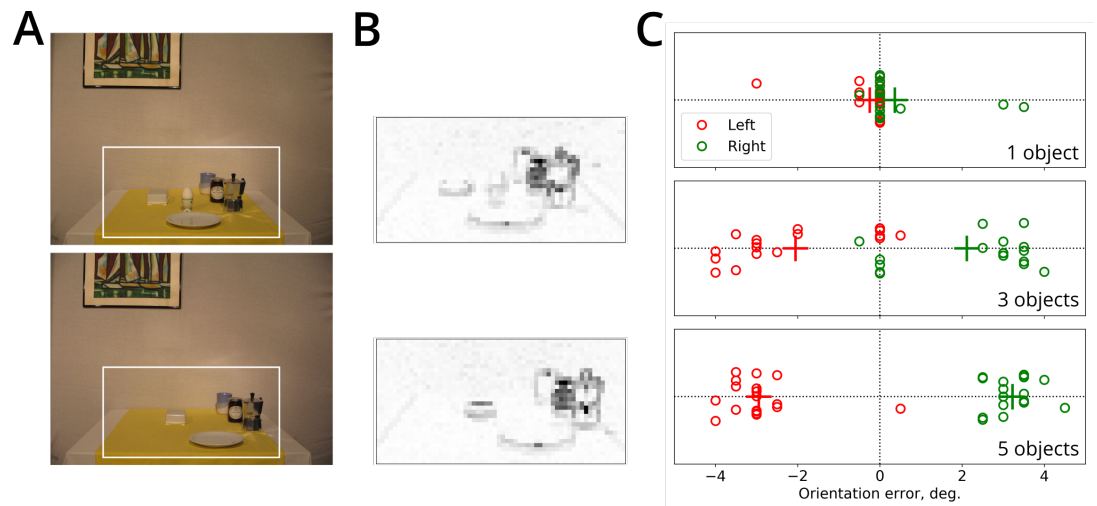 A
B
C
Left
Right
1 object
3 objects
5 objects
−4 −2 0 2 4
Orientation error, deg.